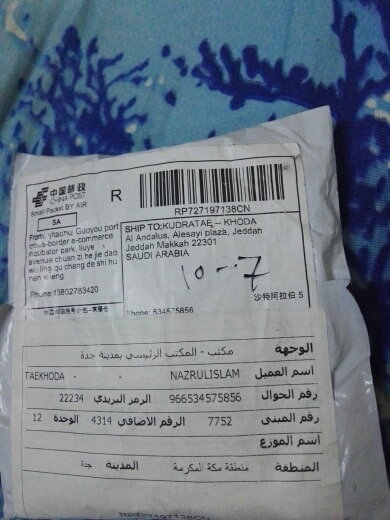 中国邮政
CHINA POST
Small Packet BY AIR
SA
R
RP727197138CN
From: yitaohui Guoyou port
cross-border e-commerce
incubator park, liuye
avenue chuan zi he jie dao
wu ling qu chang de shi hu
nan sheng
Phone:13802783420
SHIP TO:KUDRATAE -- KHODA
Al Andalus, Alesayi plaza, Jeddah
Jeddah Makkah 22301
SAUDI ARABIA
10-7
沙特阿拉伯 5
Phone: 534575856
الوجهة مكتب - المكتب الرئيسي بمدينة جدة
اسم العميل NAZRULISLAM - - TAEKHODA
رقم الجوال 966534575856 الرمز البريدي 22234
رقم المبنى 7752 الرقم الاضافي 4314 الوحدة 12
اسم الموزع
المنطقة منطقة مكة المكرمة المدينة جدة
RP727197138CN